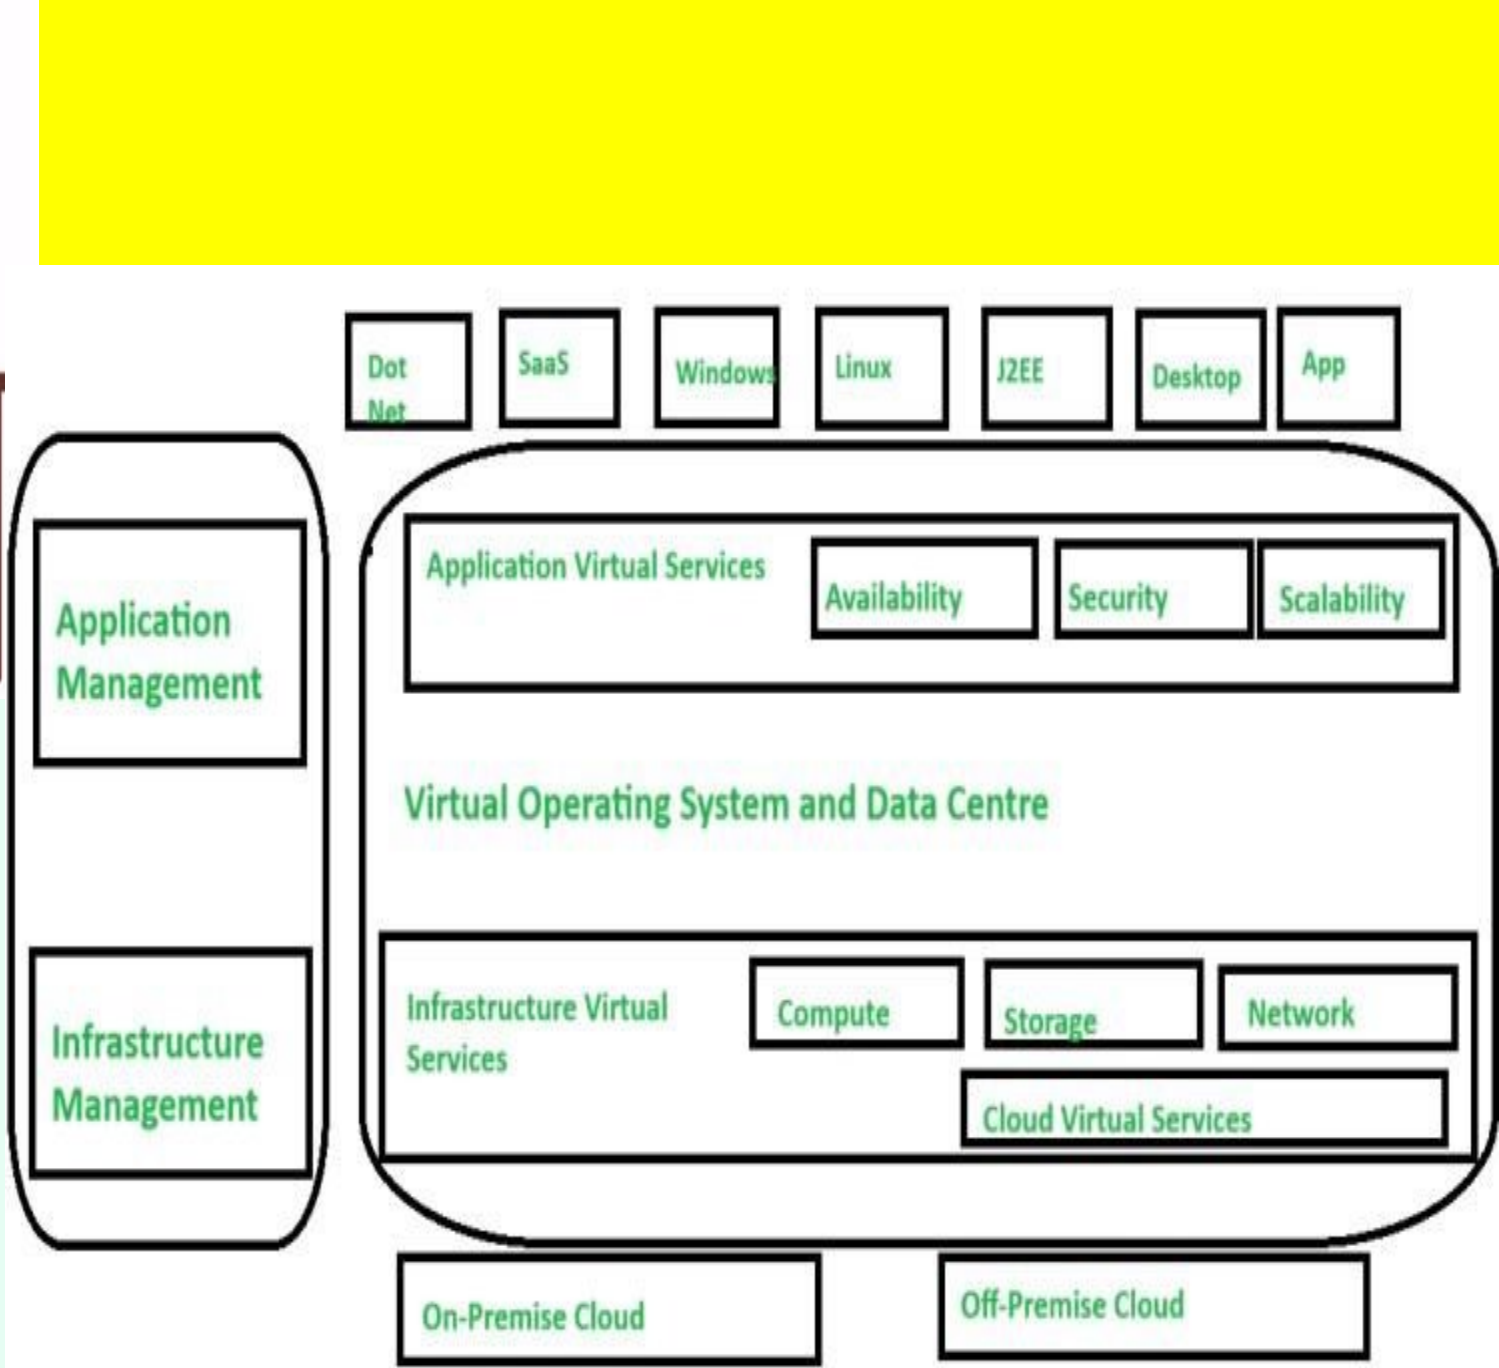 Dot
Net
SaaS
Windows
Linux
J2EE
Desktop
App
Application
Management
Infrastructure
Management
Application Virtual Services
Availability
Security
Scalability
Virtual Operating System and Data Centre
Infrastructure Virtual
Services
Compute
Storage
Network
Cloud Virtual Services
On-Premise Cloud
Off-Premise Cloud